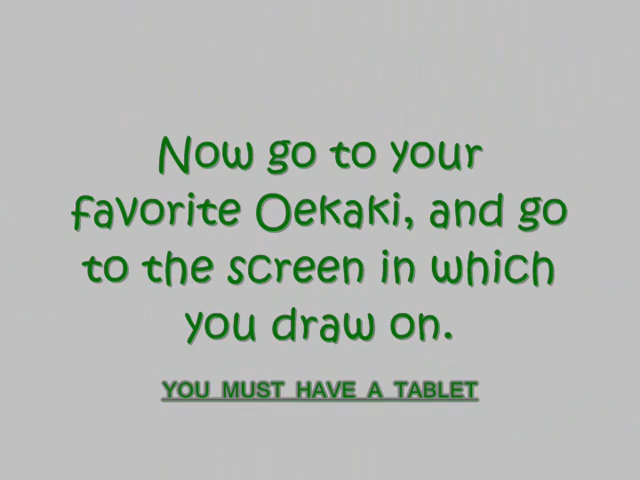 Now go to your
favorite Oekaki, and go
to the screen in which
you draw on.
YOU MUST HAVE A TABLET